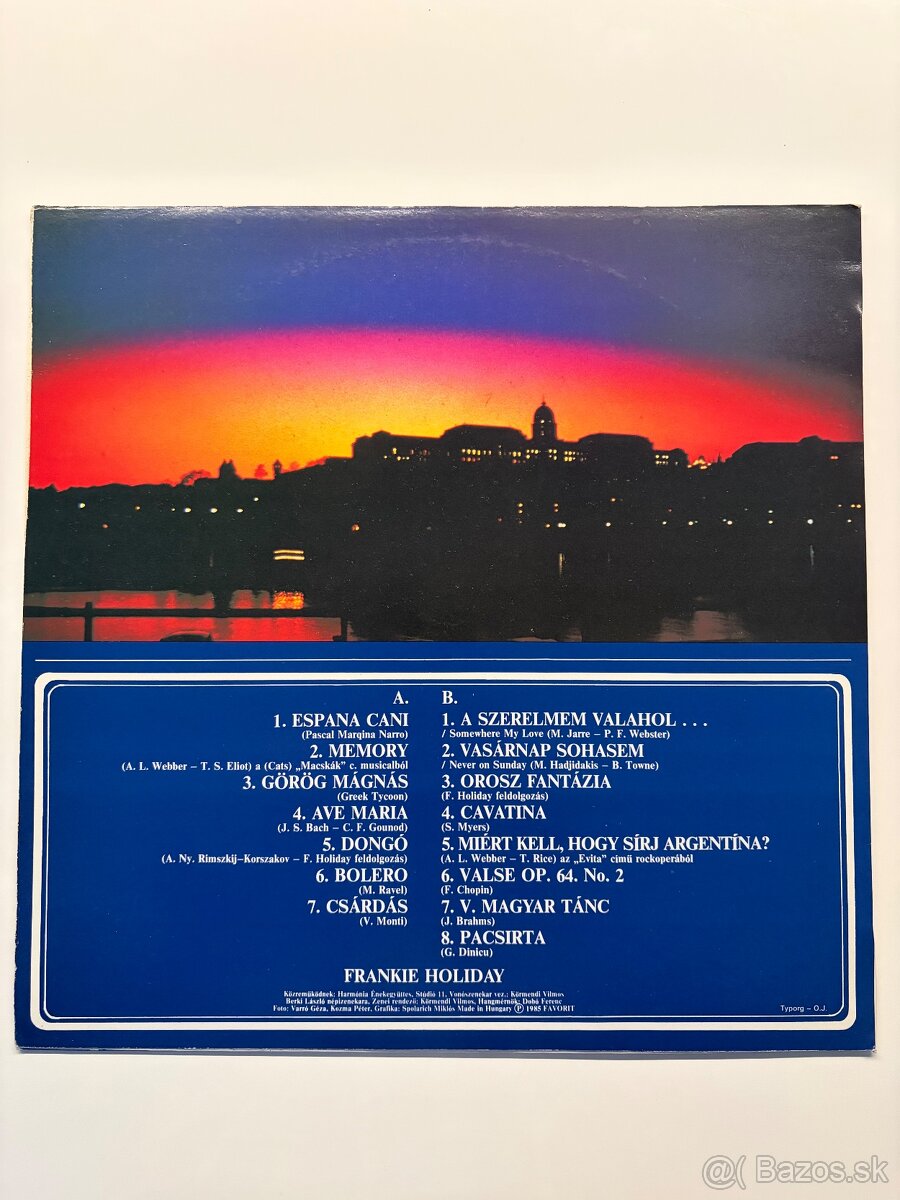 A.
1. ESPANA CANI
(Pascal Marqina Narro)
2. MEMORY
(A. L. Webber – T. S. Eliot) a (Cats) „Macskák” c. musicalból
3. GÖRÖG MÁGNÁS
(Greek Tycoon)
4. AVE MARIA
(J. S. Bach – C. F. Gounod)
5. DONGÓ
(A. Ny. Rimszkij-Korszakov – F. Holiday feldolgozás)
6. BOLERO
(M. Ravel)
7. CSÁRDÁS
(V. Monti)
B.
1. A SZERELMEM VALAHOL . . .
/ Somewhere My Love (M. Jarre – P. F. Webster)
2. VASÁRNAP SOHASEM
/ Never on Sunday (M. Hadjidakis – B. Towne)
3. OROSZ FANTÁZIA
(F. Holiday feldolgozás)
4. CAVATINA
(S. Myers)
5. MIÉRT KELL, HOGY SÍRJ ARGENTÍNA?
(A. L. Webber – T. Rice) az „Evita” című rockoperából
6. VALSE OP. 64. No. 2
(F. Chopin)
7. V. MAGYAR TÁNC
(J. Brahms)
8. PACSIRTA
(G. Dinicu)
FRANKIE HOLIDAY
Közreműködnek: Harmónia Énekegyüttes, Stúdió 11, Vonószenekar vez.: Körmendi Vilmos
Berki László népizenekara, Zenei rendező: Körmendi Vilmos, Hangmérnök: Dobó Ferenc
Foto: Varró Géza, Kozma Péter, Grafika: Spolarich Miklós Made in Hungary Ⓟ 1985 FAVORIT
Typorg – O.J.
@( Bazos.sk